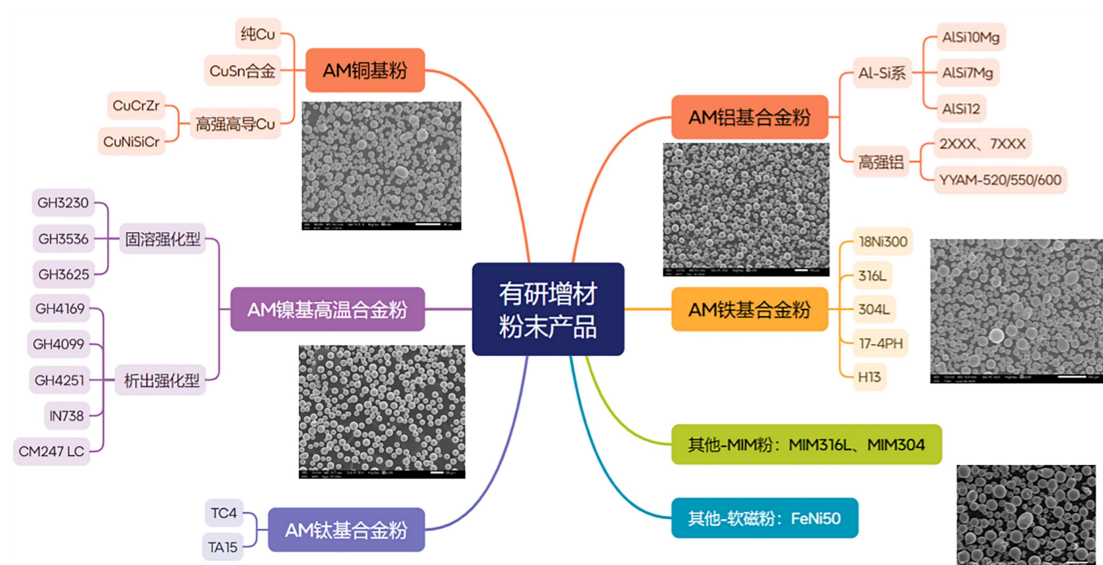 有研增材
粉末产品
AM铜基粉
纯Cu
CuSn合金
高强高导Cu
CuCrZr
CuNiSiCr
AM镍基高温合金粉
固溶强化型
GH3230
GH3536
GH3625
析出强化型
GH4169
GH4099
GH4251
IN738
CM247 LC
AM钛基合金粉
TC4
TA15
AM铝基合金粉
Al-Si系
AlSi10Mg
AlSi7Mg
AlSi12
高强铝
2XXX、7XXX
YYAM-520/550/600
AM铁基合金粉
18Ni300
316L
304L
17-4PH
H13
其他-MIM粉：MIM316L、MIM304
其他-软磁粉：FeNi50